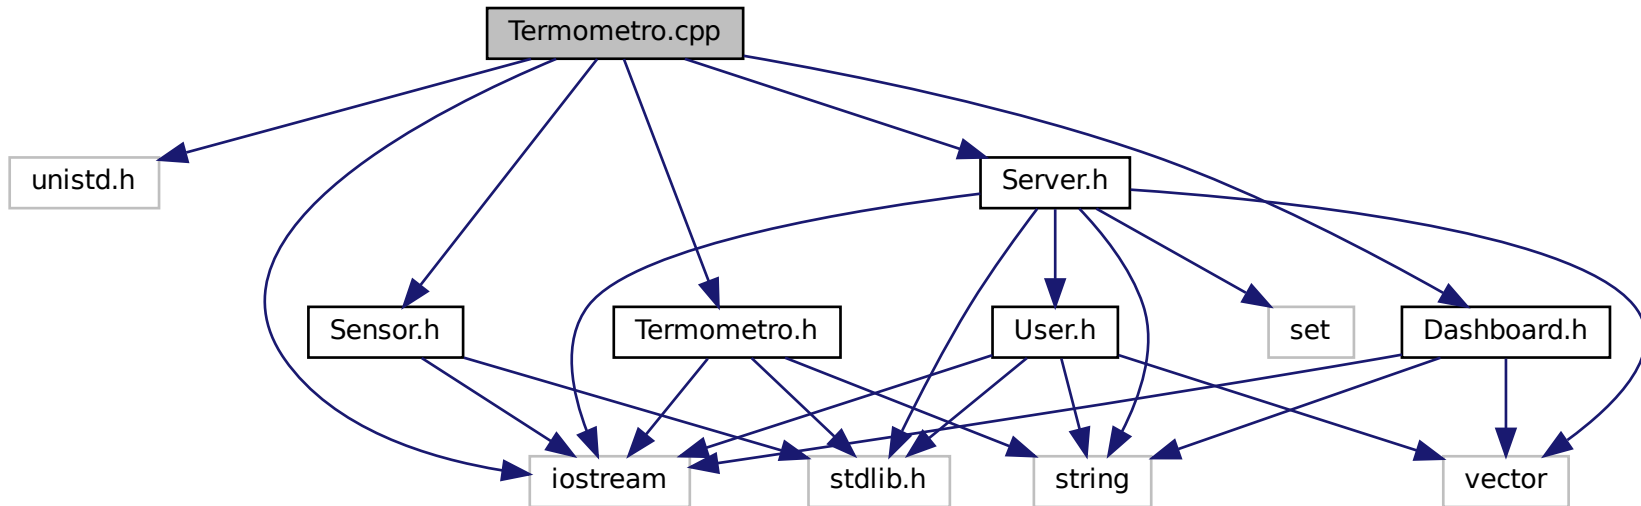 Termometro.cpp
unistd.h
Server.h
Sensor.h
Termometro.h
User.h
set
Dashboard.h
iostream
stdlib.h
string
vector